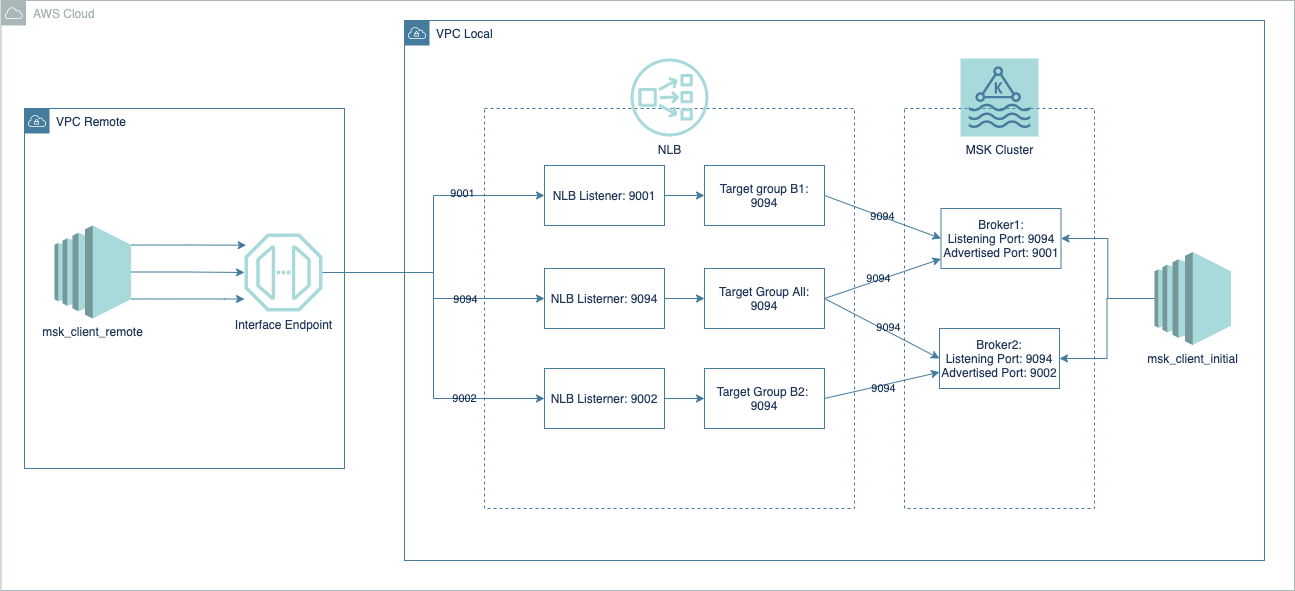 AWS Cloud
VPC Local
VPC Remote
NLB
MSK Cluster
9001
NLB Listener: 9001
Target group B1:
9094
9094
Broker1:
Listening Port: 9094
Advertised Port: 9001
9094
9094
NLB Listerner: 9094
Target Group All:
9094
9094
msk_client_remote
Interface Endpoint
Broker2:
Listening Port: 9094
Advertised Port: 9002
msk_client_initial
9002
NLB Listerner: 9002
Target Group B2:
9094
9094
K